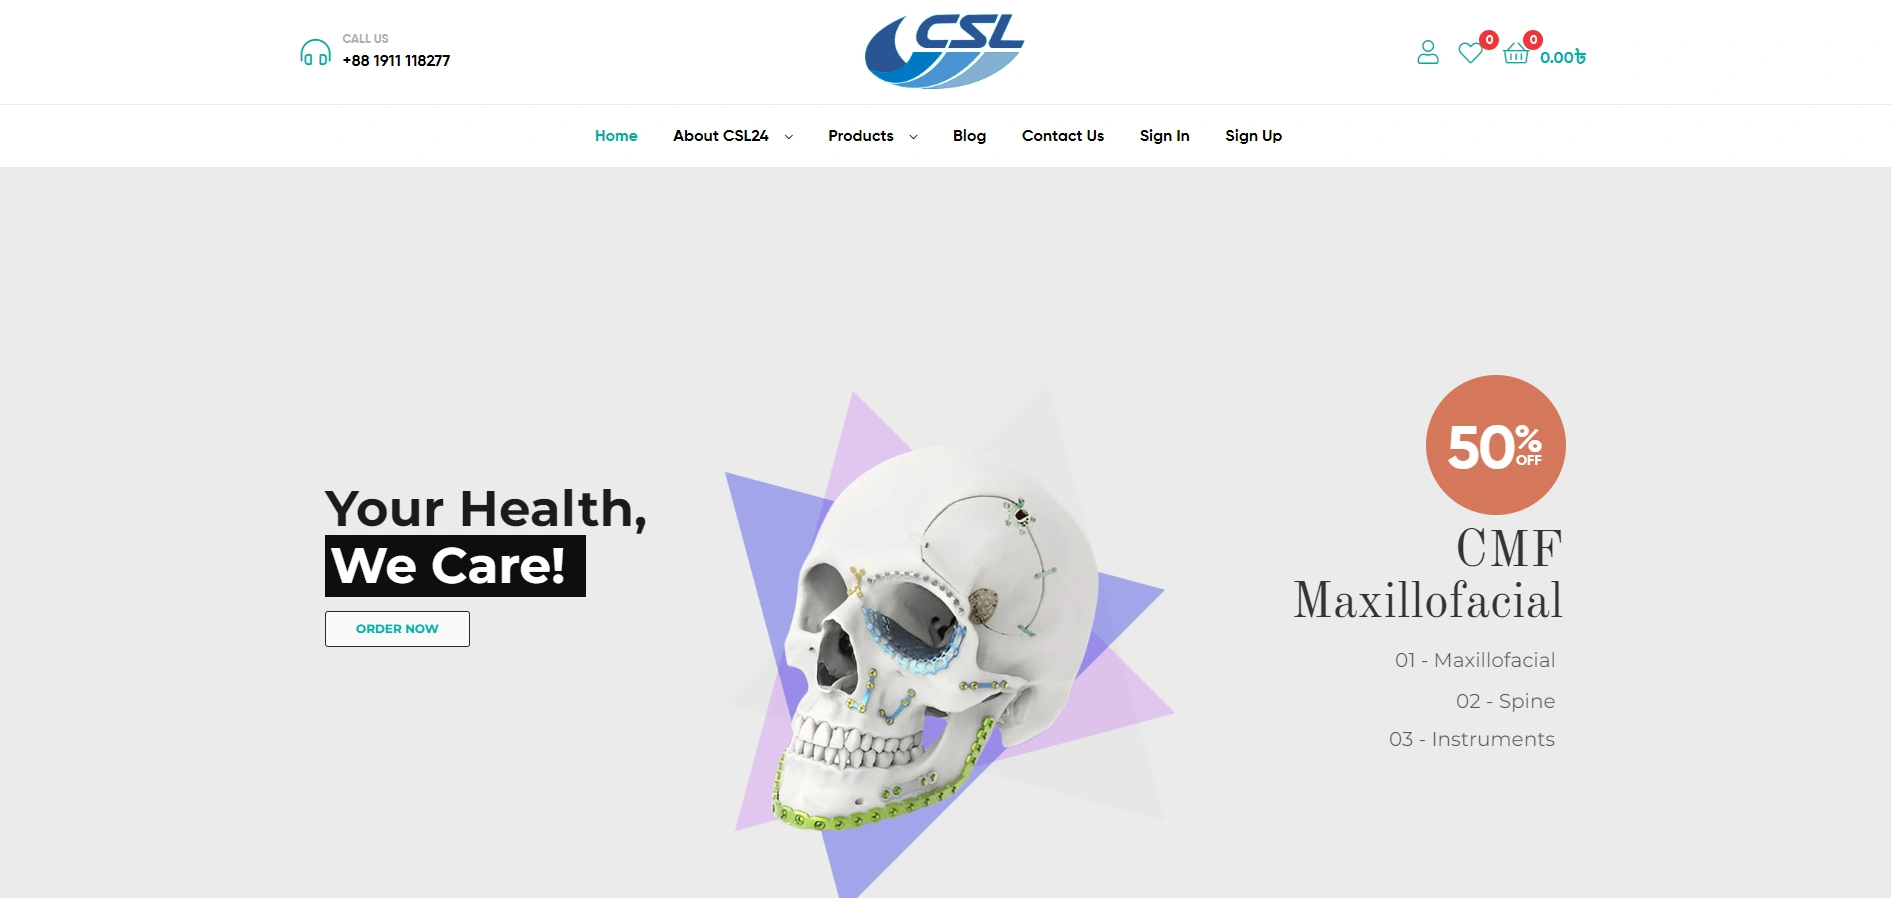 CALL US
+88 1911 118277
CSL
0
0
0.00৳
Home
About CSL24
Products
Blog
Contact Us
Sign In
Sign Up
Your Health,
We Care!
ORDER NOW
50%
OFF
CMF
Maxillofacial
01 - Maxillofacial
02 - Spine
03 - Instruments